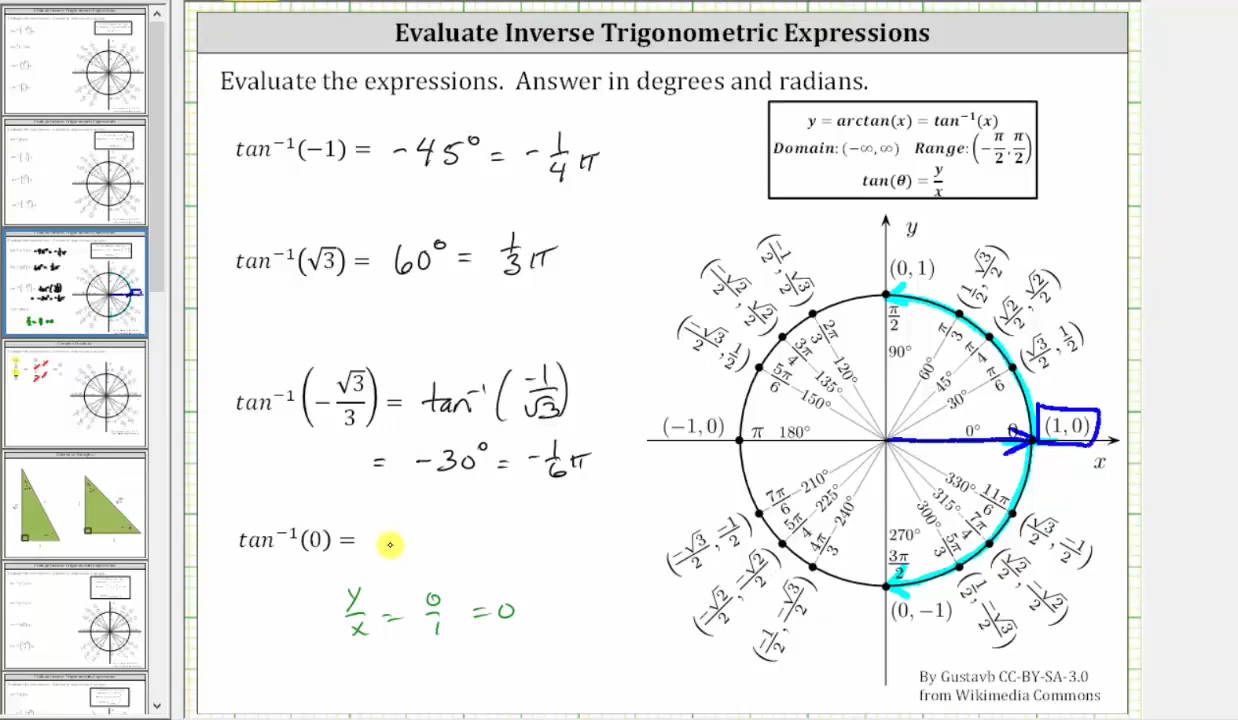 Evaluate Inverse Trigonometric Expressions
Evaluate the expressions. Answer in degrees and radians.
y = arctan(x) = tan⁻¹(x)
Domain: (−∞, ∞) Range: (−π/2, π/2)
tan(θ) = y/x
tan⁻¹(−1) = -45° = -1/4 π
tan⁻¹(√3) = 60° = 1/3 π
tan⁻¹(−√3/3) = tan⁻¹(-1/√3)
= -30° = -1/6 π
tan⁻¹(0) =
y/x = 0/1 = 0
y
x
(0, 1)
(1/2, √3/2)
(√2/2, √2/2)
(√3/2, 1/2)
(1, 0)
(√3/2, −1/2)
(√2/2, −√2/2)
(1/2, −√3/2)
(0, −1)
(−1/2, −√3/2)
(−√2/2, −√2/2)
(−√3/2, −1/2)
(−1, 0)
(−√3/2, 1/2)
(−√2/2, √2/2)
(−1/2, √3/2)
π/2 90°
π/3 60°
π/4 45°
π/6 30°
0° 0
11π/6 330°
7π/4 315°
5π/3 300°
270° 3π/2
4π/3 240°
5π/4 225°
7π/6 210°
π 180°
5π/6 150°
3π/4 135°
2π/3 120°
By Gustavb CC-BY-SA-3.0
from Wikimedia Commons